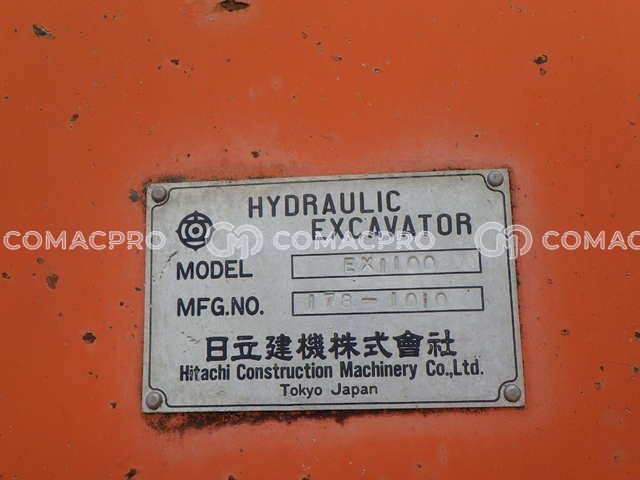 HYDRAULIC
EXCAVATOR
COMACPRO COMACPRO COMAC
MODEL EX1100
MFG.NO. 178-1010
日立建機株式會社
Hitachi Construction Machinery Co.,Ltd.
Tokyo Japan